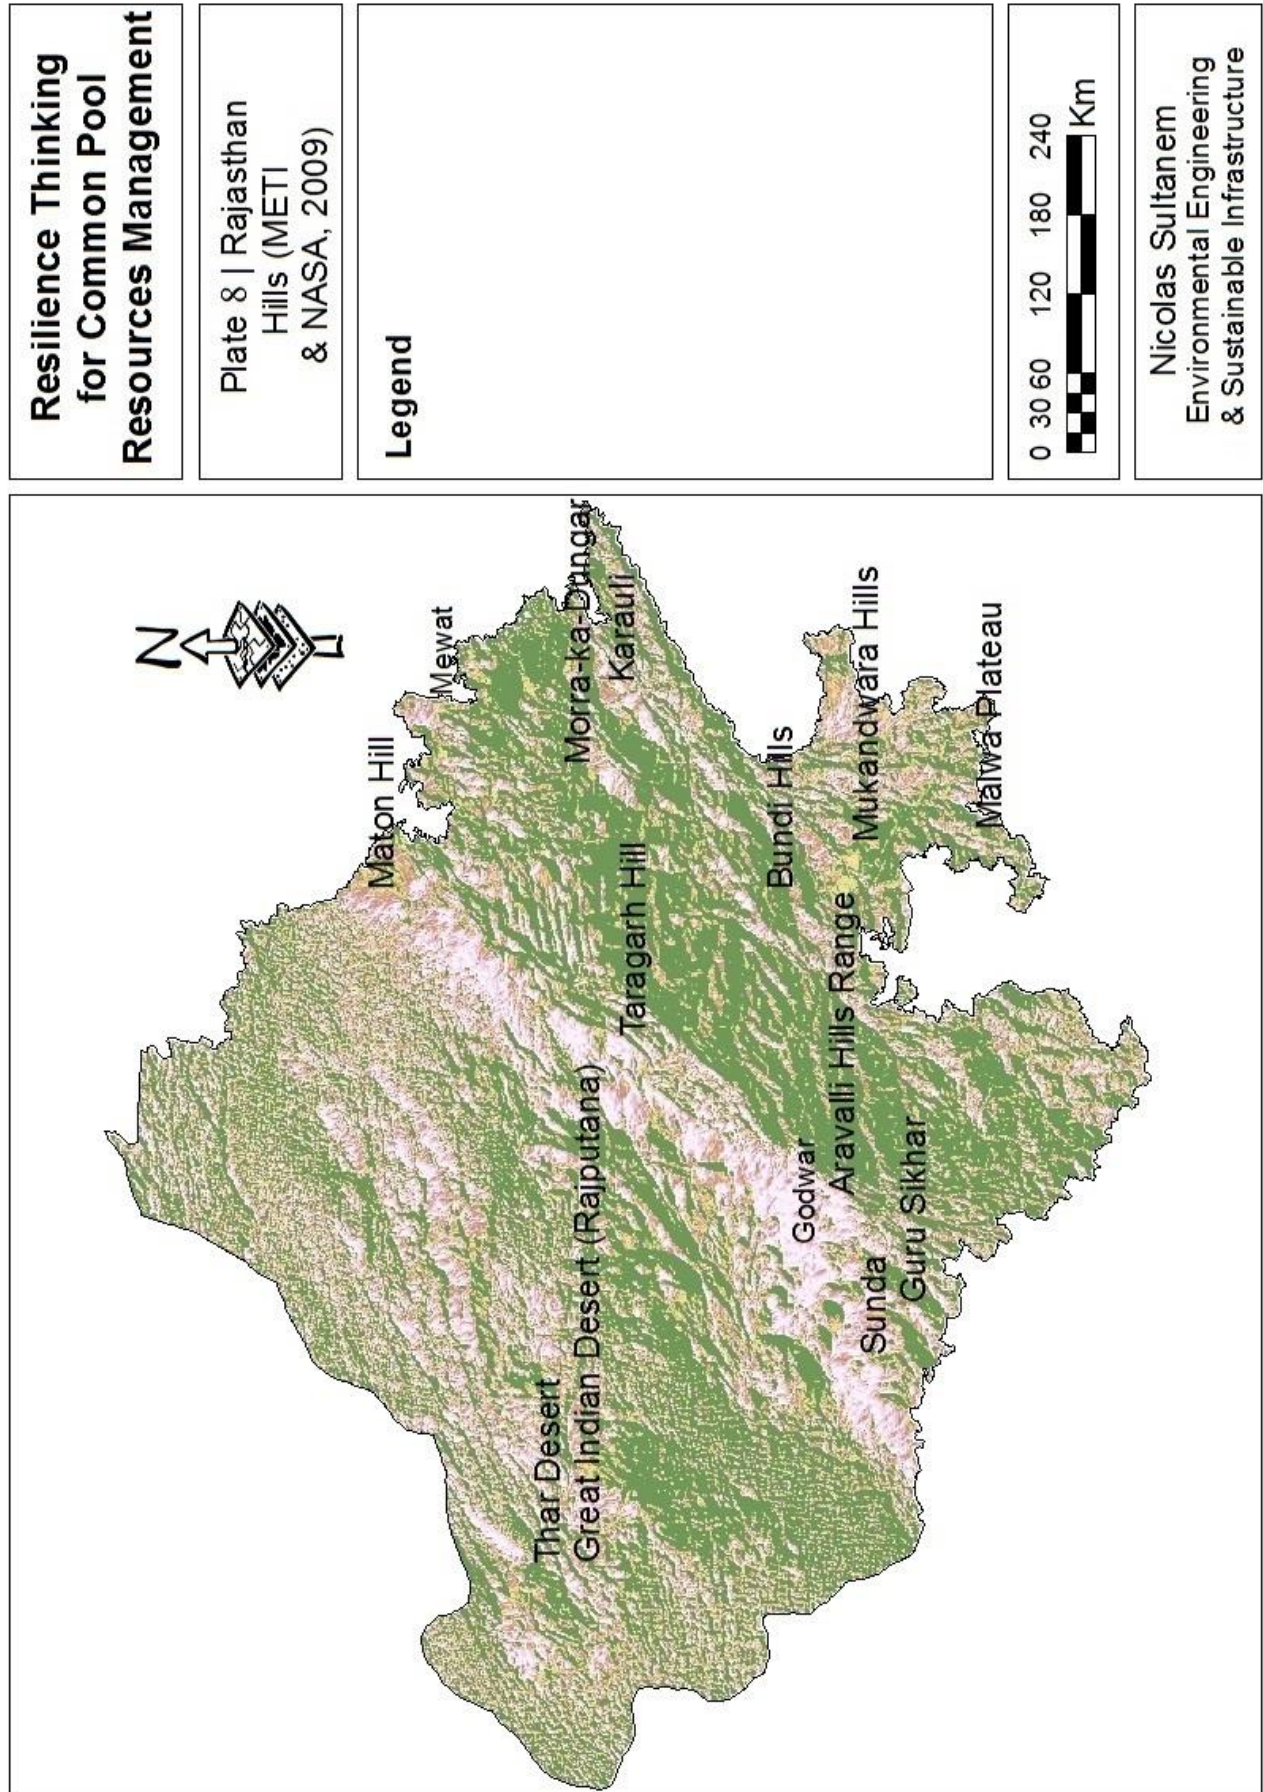 Resilience Thinking
for Common Pool
Resources Management
Plate 8 | Rajasthan
Hills (METI
& NASA, 2009)
Legend
0 30 60 120 180 240
Km
Nicolas Sultanem
Environmental Engineering
& Sustainable Infrastructure
N
Maton Hill
Mewat
Thar Desert
Great Indian Desert (Rajputana)
Morra-ka-Dungar
Karauli
Taragarh Hill
Bundi Hills
Godwar
Aravalli Hills Range
Mukandwara Hills
Sunda
Guru Sikhar
Malwa Plateau